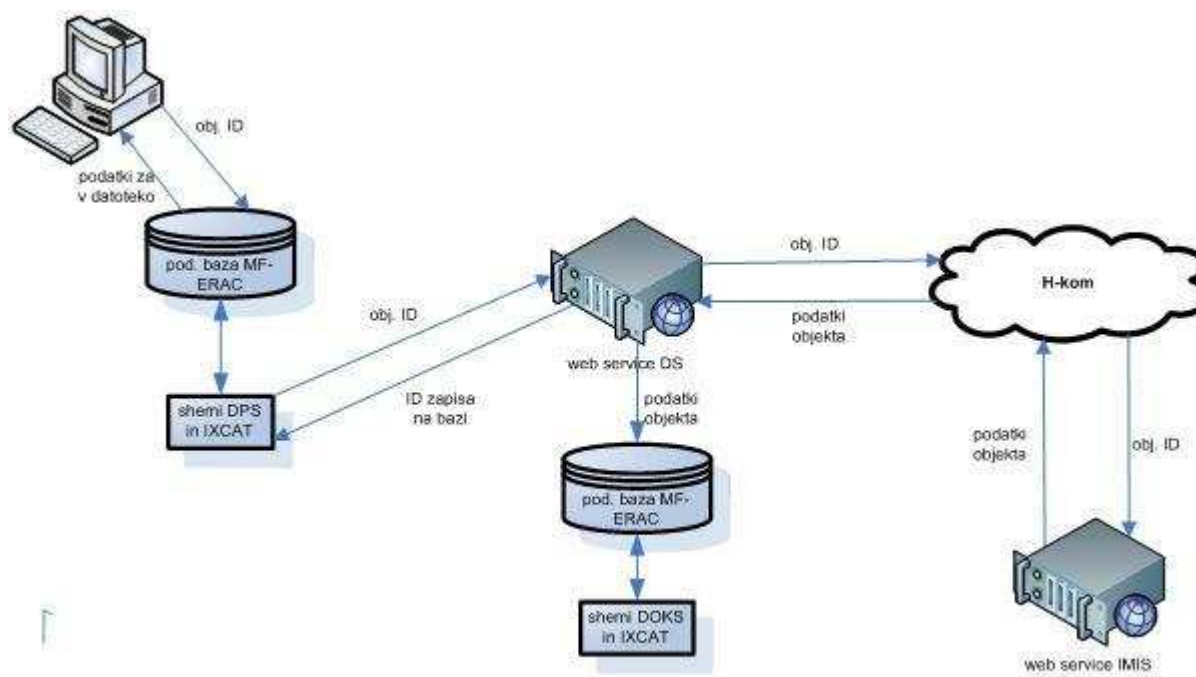 obj. ID
podatki za
v datoteko
pod. baza MF-
ERAC
obj. ID
obj. ID
H-kom
podatki
objekta
web service DS
shemi DPS
in IXCAT
ID zapisa
na bazi
podatki
objekta
podatki
objekta
obj. ID
pod. baza MF-
ERAC
shemi DOKS
in IXCAT
web service IMIS